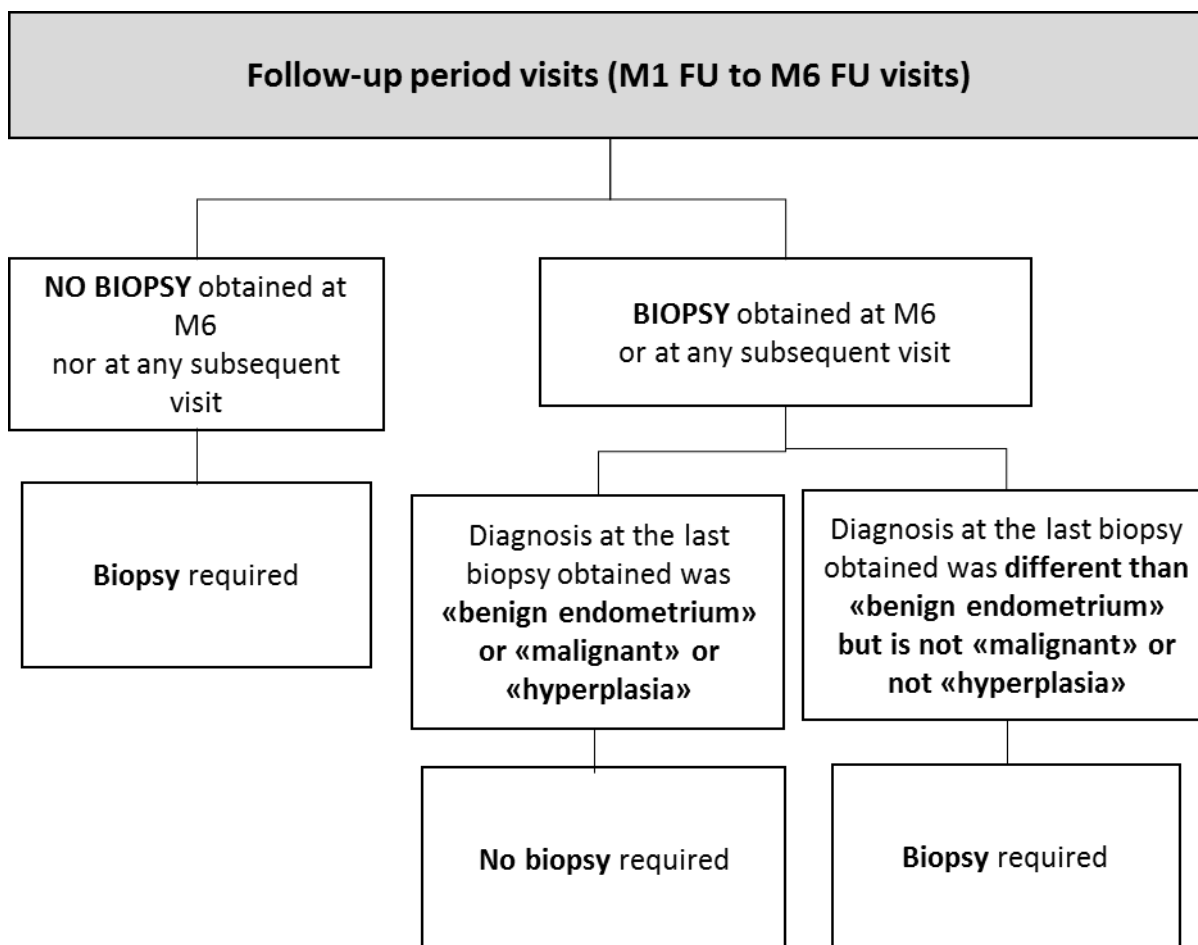 Follow-up period visits (M1 FU to M6 FU visits)
NO BIOPSY obtained at
M6
nor at any subsequent
visit
BIOPSY obtained at M6
or at any subsequent visit
Biopsy required
Diagnosis at the last
biopsy obtained was
«benign endometrium»
or «malignant» or
«hyperplasia»
Diagnosis at the last biopsy
obtained was different than
«benign endometrium»
but is not «malignant» or
not «hyperplasia»
No biopsy required
Biopsy required